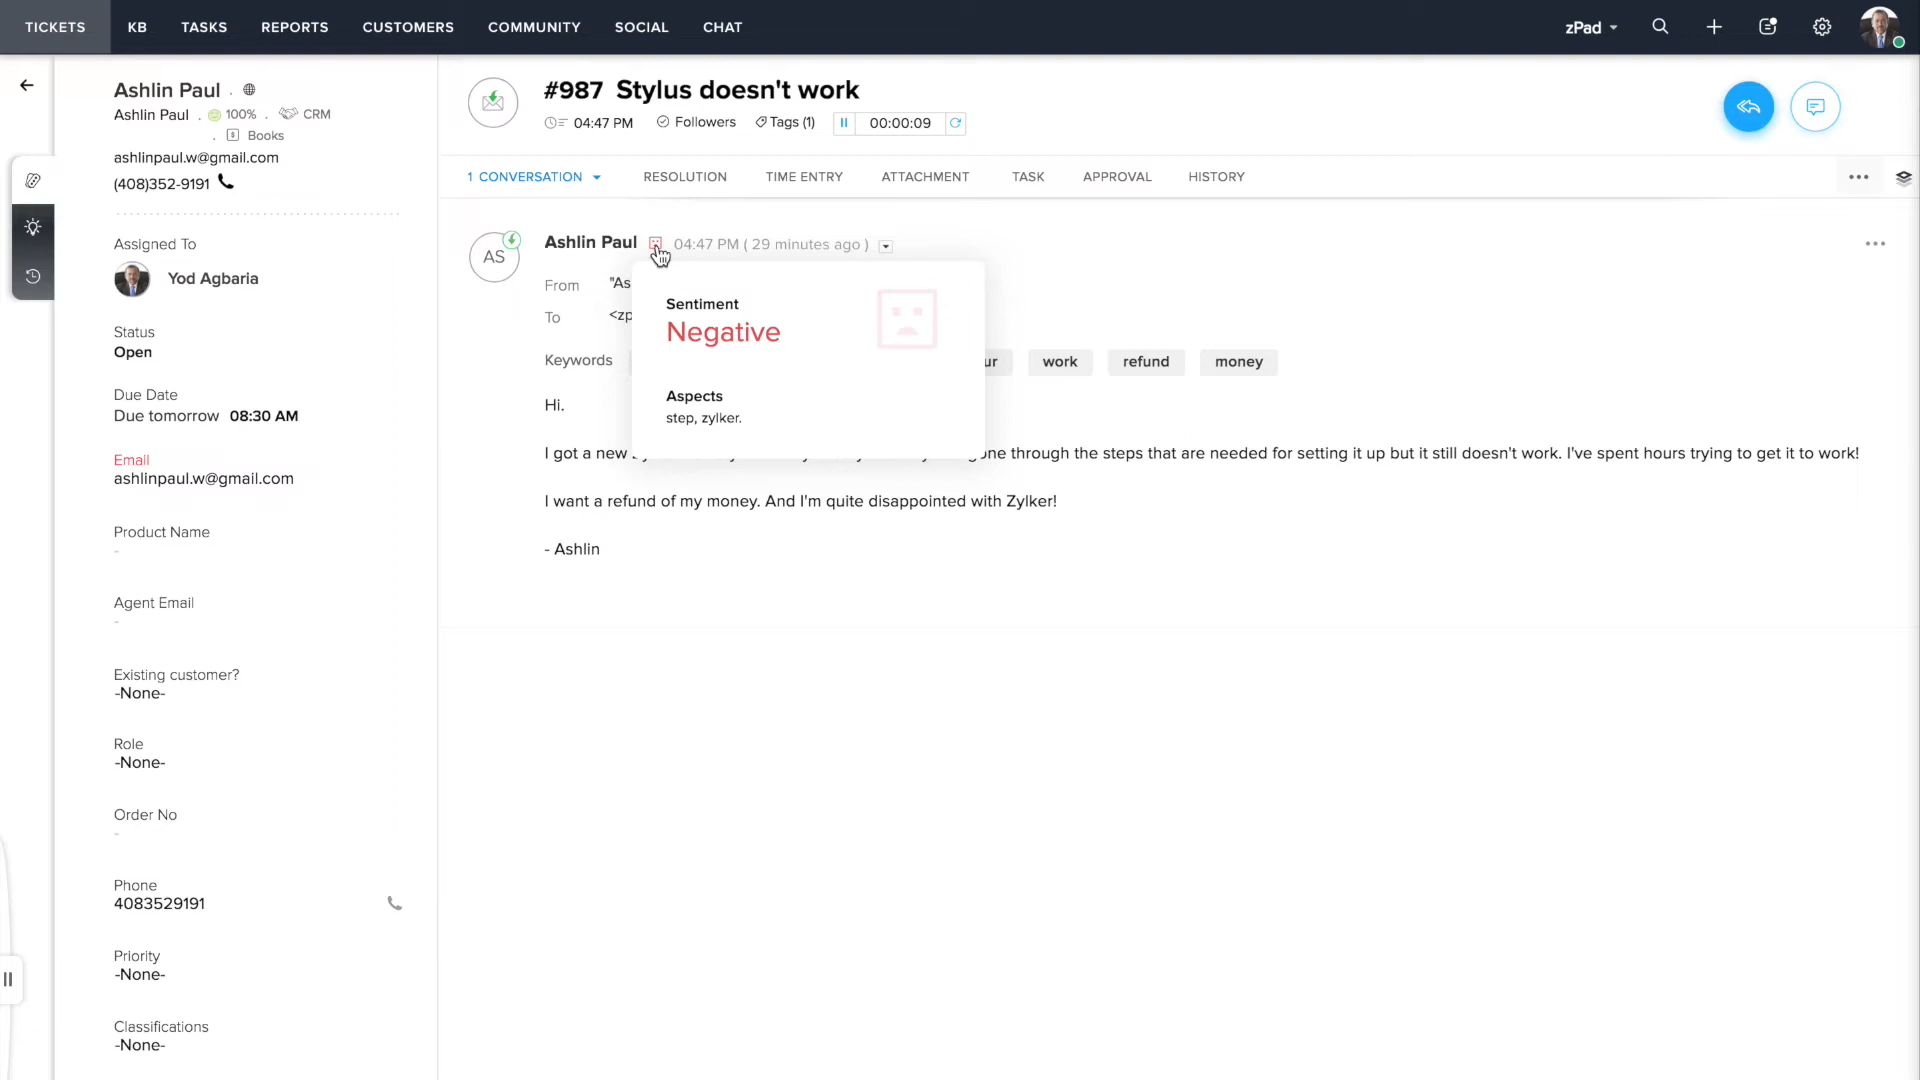 TICKETS KB TASKS REPORTS CUSTOMERS COMMUNITY SOCIAL CHAT zPad
Ashlin Paul
Ashlin Paul . 100% . CRM
. Books
ashlinpaul.w@gmail.com
(408)352-9191
Assigned To
Yod Agbaria
Status
Open
Due Date
Due tomorrow 08:30 AM
Email
ashlinpaul.w@gmail.com
Product Name
-
Agent Email
-
Existing customer?
-None-
Role
-None-
Order No
-
Phone
4083529191
Priority
-None-
Classifications
-None-
#987 Stylus doesn't work
04:47 PM Followers Tags (1) 00:00:09
1 CONVERSATION RESOLUTION TIME ENTRY ATTACHMENT TASK APPROVAL HISTORY
AS
Ashlin Paul 04:47 PM ( 29 minutes ago )
From "As
To <zp
Keywords ur work refund money
Sentiment
Negative
Aspects
step, zylker.
Hi.
I got a new one through the steps that are needed for setting it up but it still doesn't work. I've spent hours trying to get it to work!
I want a refund of my money. And I'm quite disappointed with Zylker!
- Ashlin